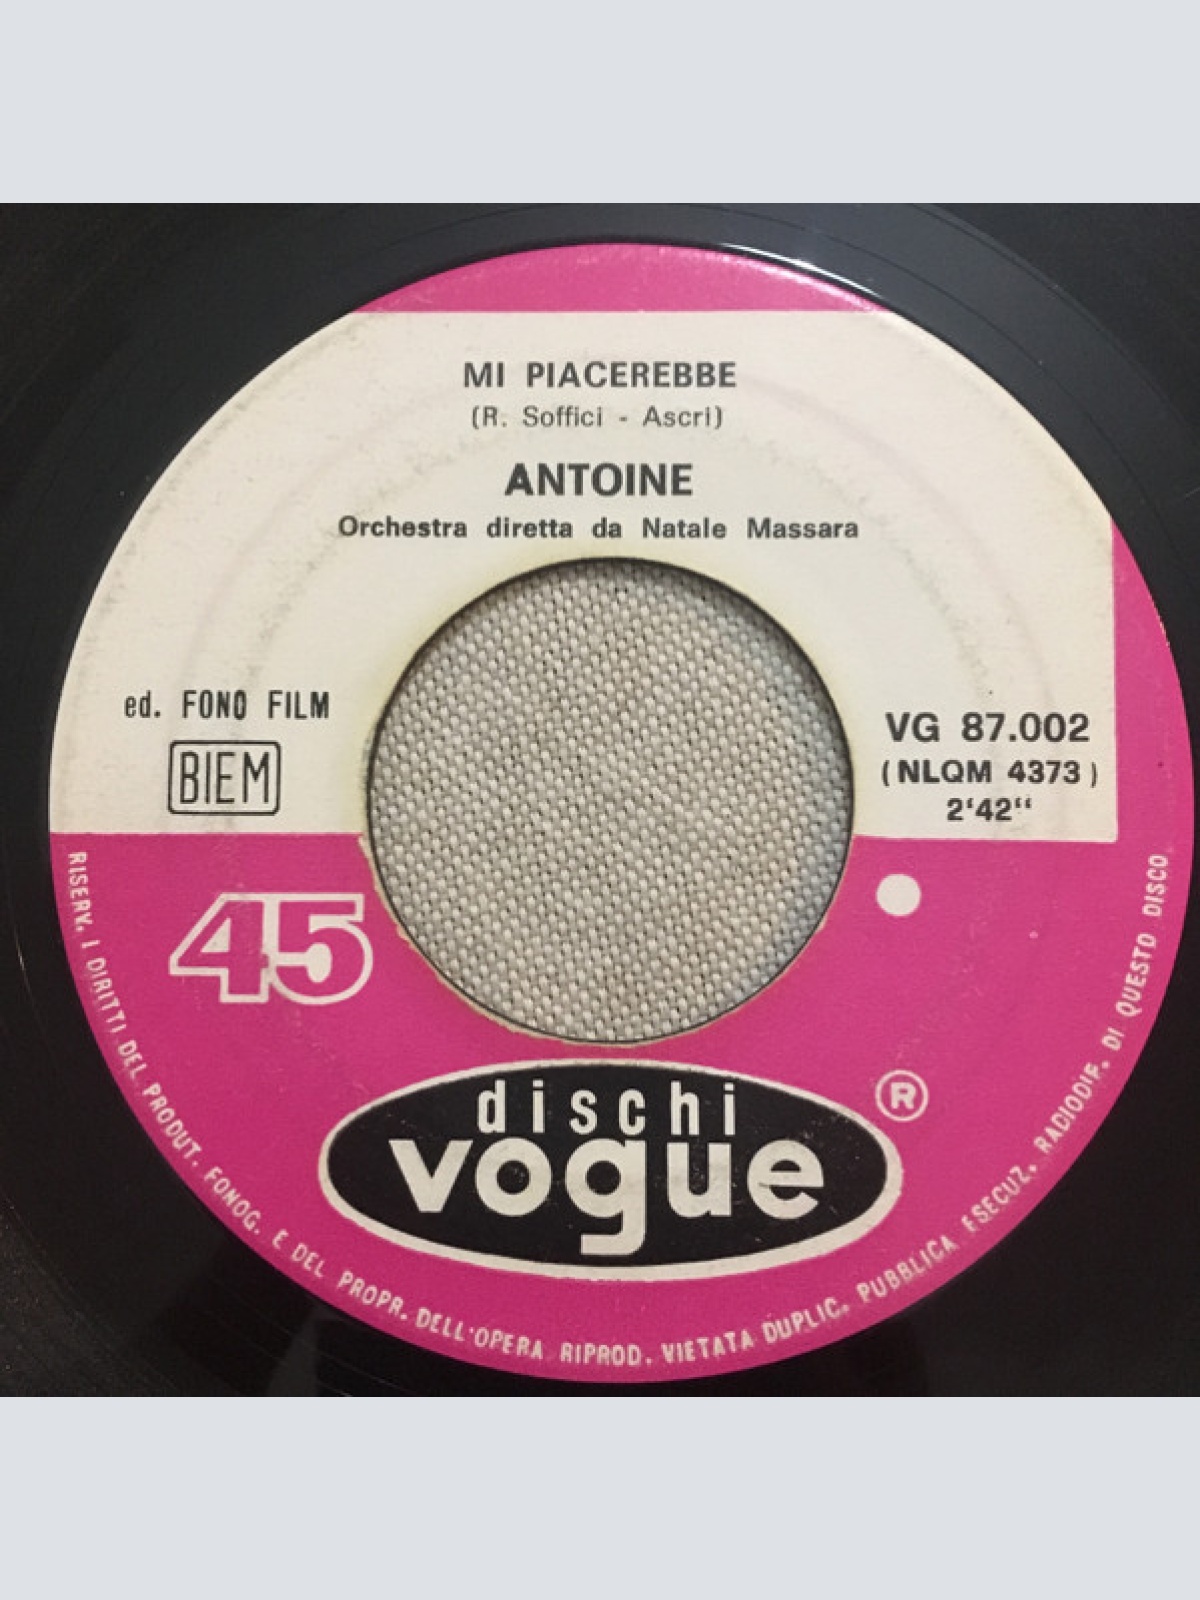 MI PIACEREBBE
(R. Soffici - Ascri)
ANTOINE
Orchestra diretta da Natale Massara
ed. FONO FILM
BIEM
VG 87.002
(NLQM 4373)
2'42"
45
dischi
vogue
®
RISERV. I DIRITTI DEL PRODUT. FONOG. E DEL PROPR. DELL'OPERA RIPROD. VIETATA DUPLIC. PUBBLICA ESECUZ. RADIODIF. DI QUESTO DISCO